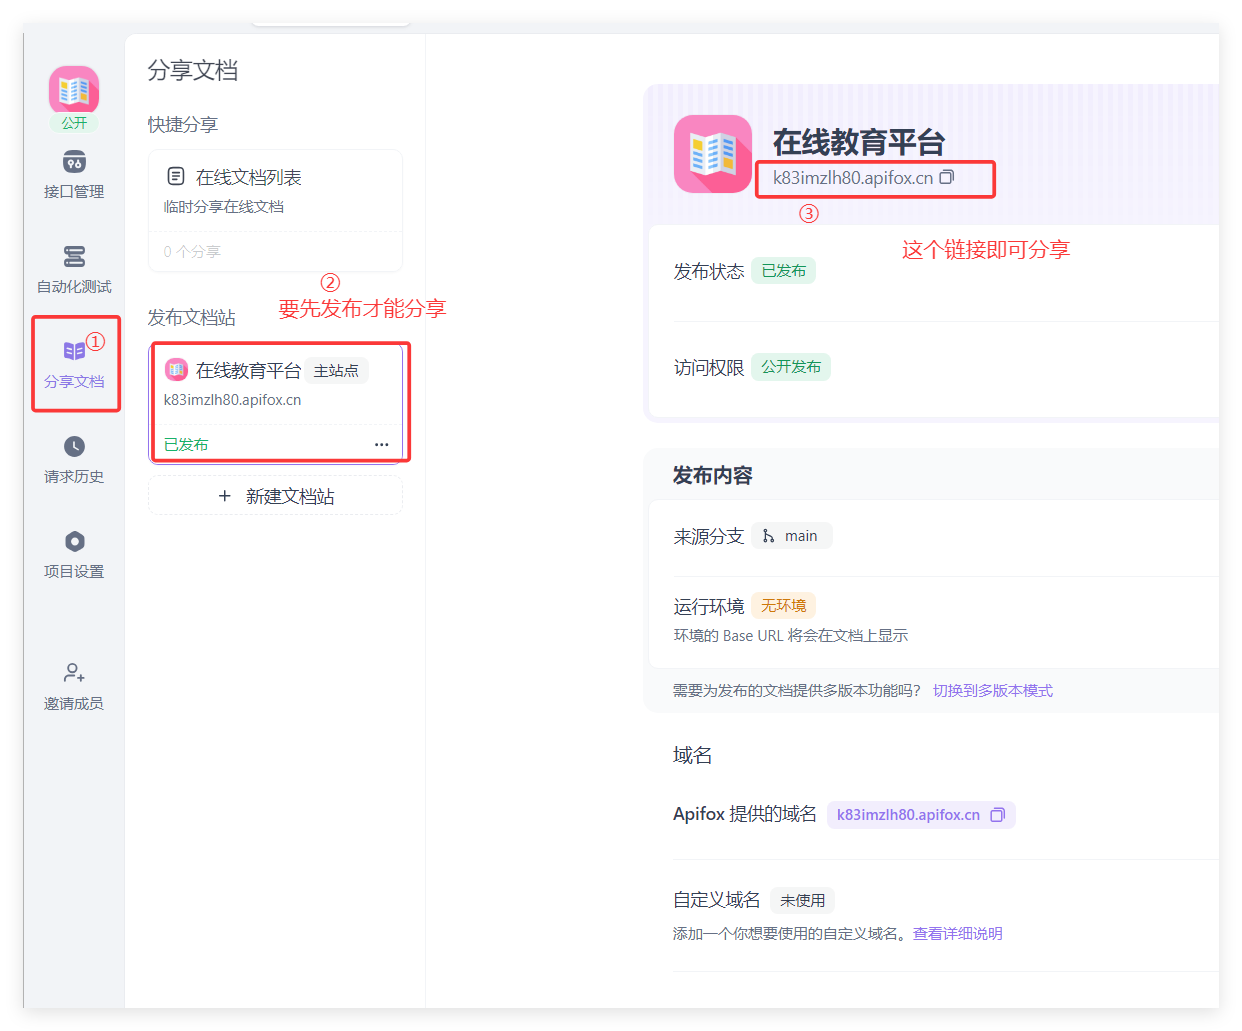 公开
接口管理
自动化测试
①
分享文档
请求历史
项目设置
邀请成员
分享文档
快捷分享
在线文档列表
临时分享在线文档
0 个分享
②
要先发布才能分享
发布文档站
在线教育平台 主站点
k83imzlh80.apifox.cn
已发布
+ 新建文档站
在线教育平台
k83imzlh80.apifox.cn
③
这个链接即可分享
发布状态 已发布
访问权限 公开发布
发布内容
来源分支 main
运行环境 无环境
环境的 Base URL 将会在文档上显示
需要为发布的文档提供多版本功能吗？ 切换到多版本模式
域名
Apifox 提供的域名 k83imzlh80.apifox.cn
自定义域名 未使用
添加一个你想要使用的自定义域名。查看详细说明